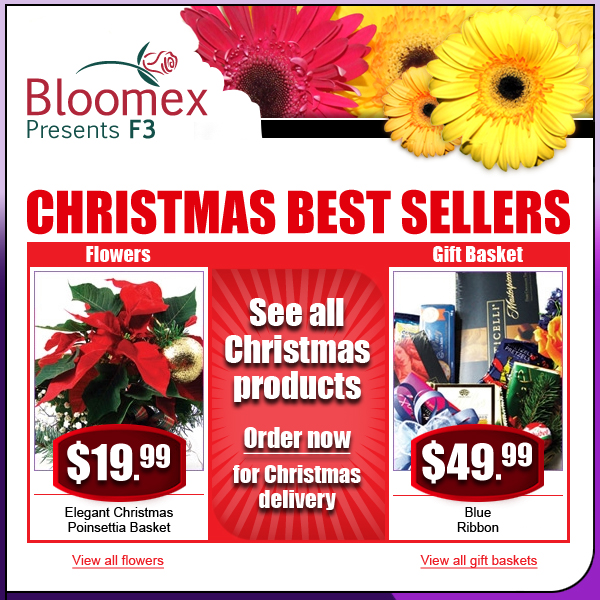 Bloomex
Presents F3
CHRISTMAS BEST SELLERS
Flowers
Gift Basket
See all
Christmas
products
Order now
for Christmas
delivery
$19.99
Elegant Christmas
Poinsettia Basket
$49.99
Blue
Ribbon
View all flowers
View all gift baskets